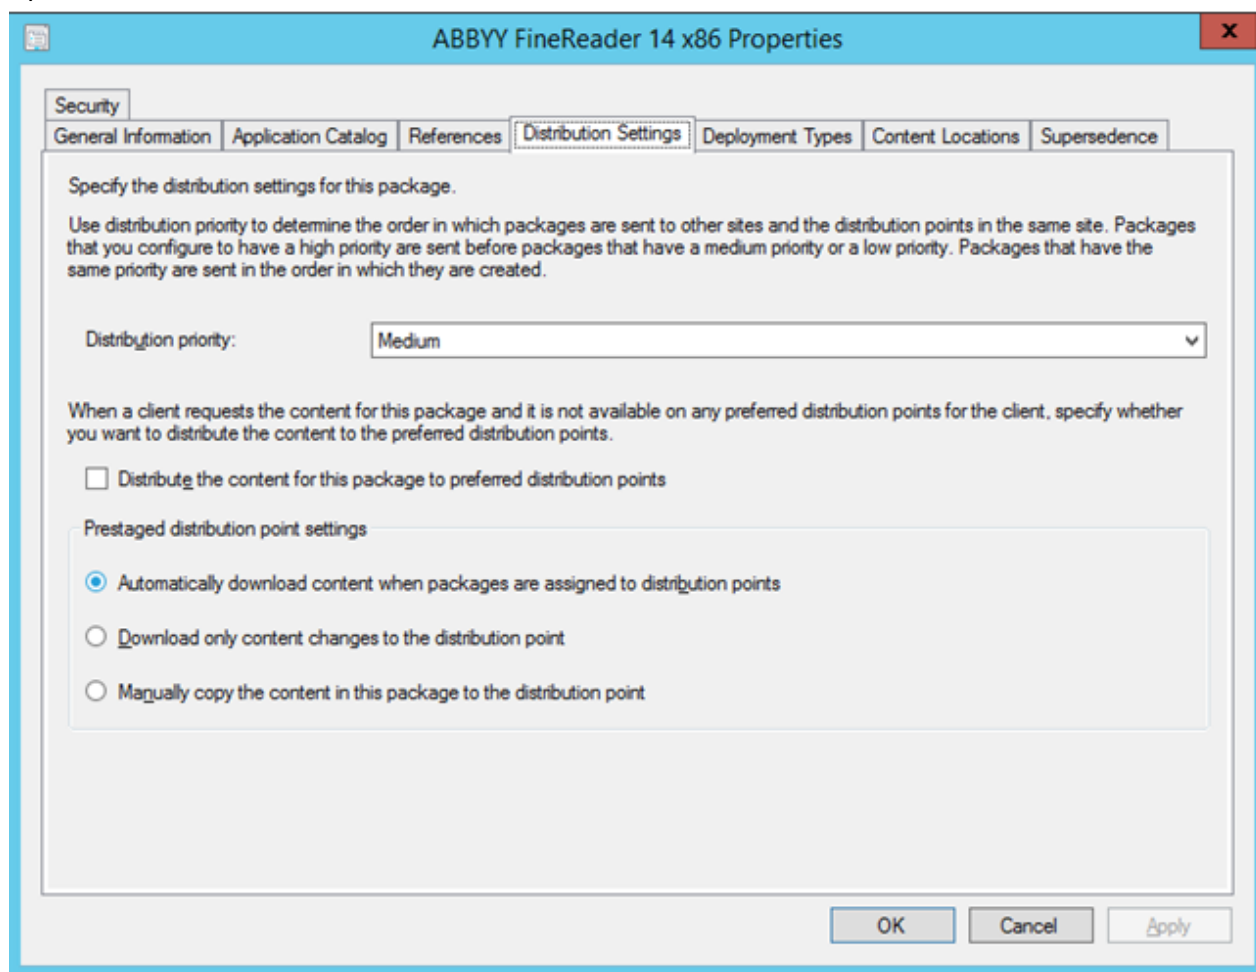 ABBYY FineReader 14 x86 Properties
x
Security
General Information
Application Catalog
References
Distribution Settings
Deployment Types
Content Locations
Supersedence
Specify the distribution settings for this package.
Use distribution priority to determine the order in which packages are sent to other sites and the distribution points in the same site. Packages
that you configure to have a high priority are sent before packages that have a medium priority or a low priority. Packages that have the
same priority are sent in the order in which they are created.
Distribution priority:
Medium
When a client requests the content for this package and it is not available on any preferred distribution points for the client, specify whether
you want to distribute the content to the preferred distribution points.
Distribute the content for this package to preferred distribution points
Prestaged distribution point settings
Automatically download content when packages are assigned to distribution points
Download only content changes to the distribution point
Manually copy the content in this package to the distribution point
OK
Cancel
Apply